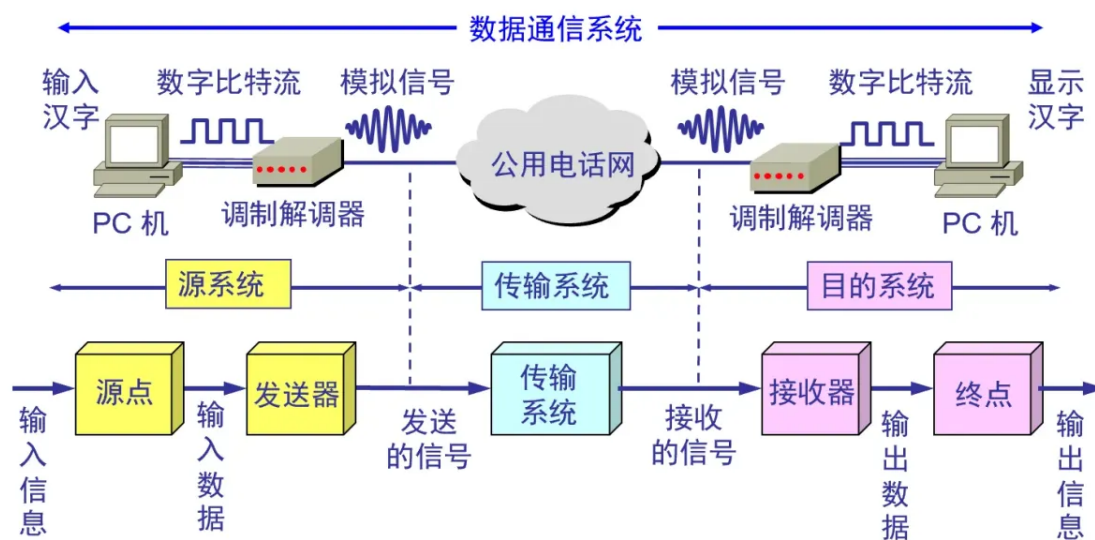 数据通信系统
输入
汉字
数字比特流
模拟信号
模拟信号
数字比特流
显示
汉字
公用电话网
PC 机
调制解调器
调制解调器
PC 机
源系统
传输系统
目的系统
源点
发送器
传输
系统
接收器
终点
输入信息
输入数据
发送
的信号
接收
的信号
输出数据
输出信息